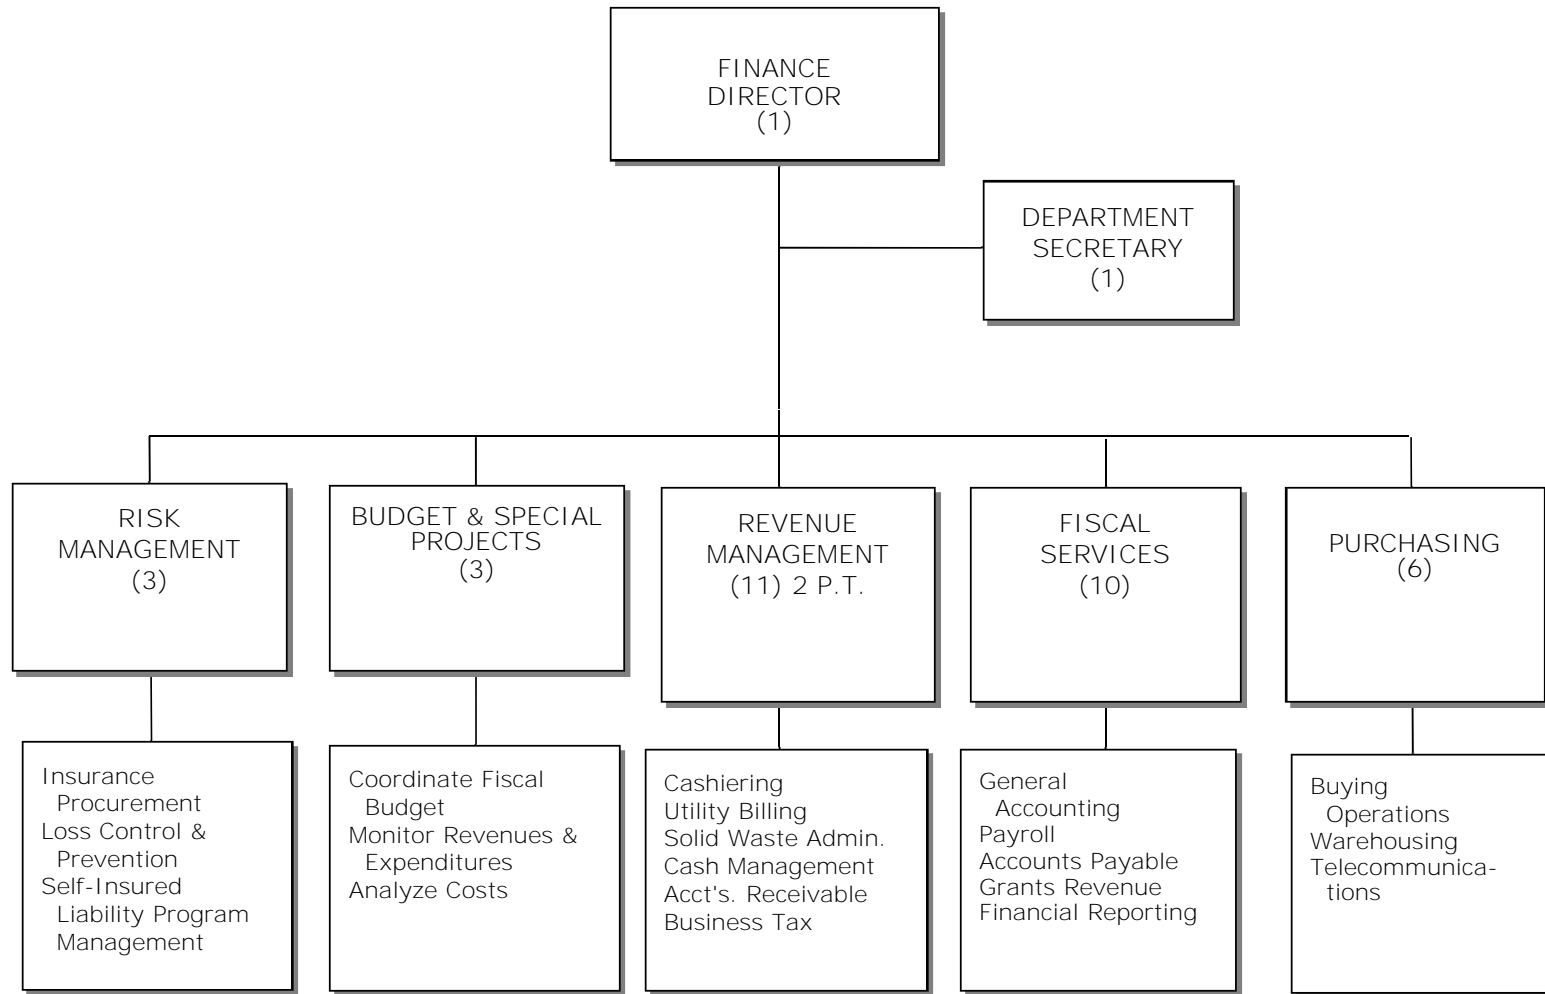 FINANCE
DIRECTOR
(1)
DEPARTMENT
SECRETARY
(1)
RISK
MANAGEMENT
(3)
BUDGET & SPECIAL
PROJECTS
(3)
REVENUE
MANAGEMENT
(11) 2 P.T.
FISCAL
SERVICES
(10)
PURCHASING
(6)
Insurance
Procurement
Loss Control &
Prevention
Self-Insured
Liability Program
Management
Coordinate Fiscal
Budget
Monitor Revenues &
Expenditures
Analyze Costs
Cashiering
Utility Billing
Solid Waste Admin.
Cash Management
Acct's. Receivable
Business Tax
General
Accounting
Payroll
Accounts Payable
Grants Revenue
Financial Reporting
Buying
Operations
Warehousing
Telecommunica-
tions